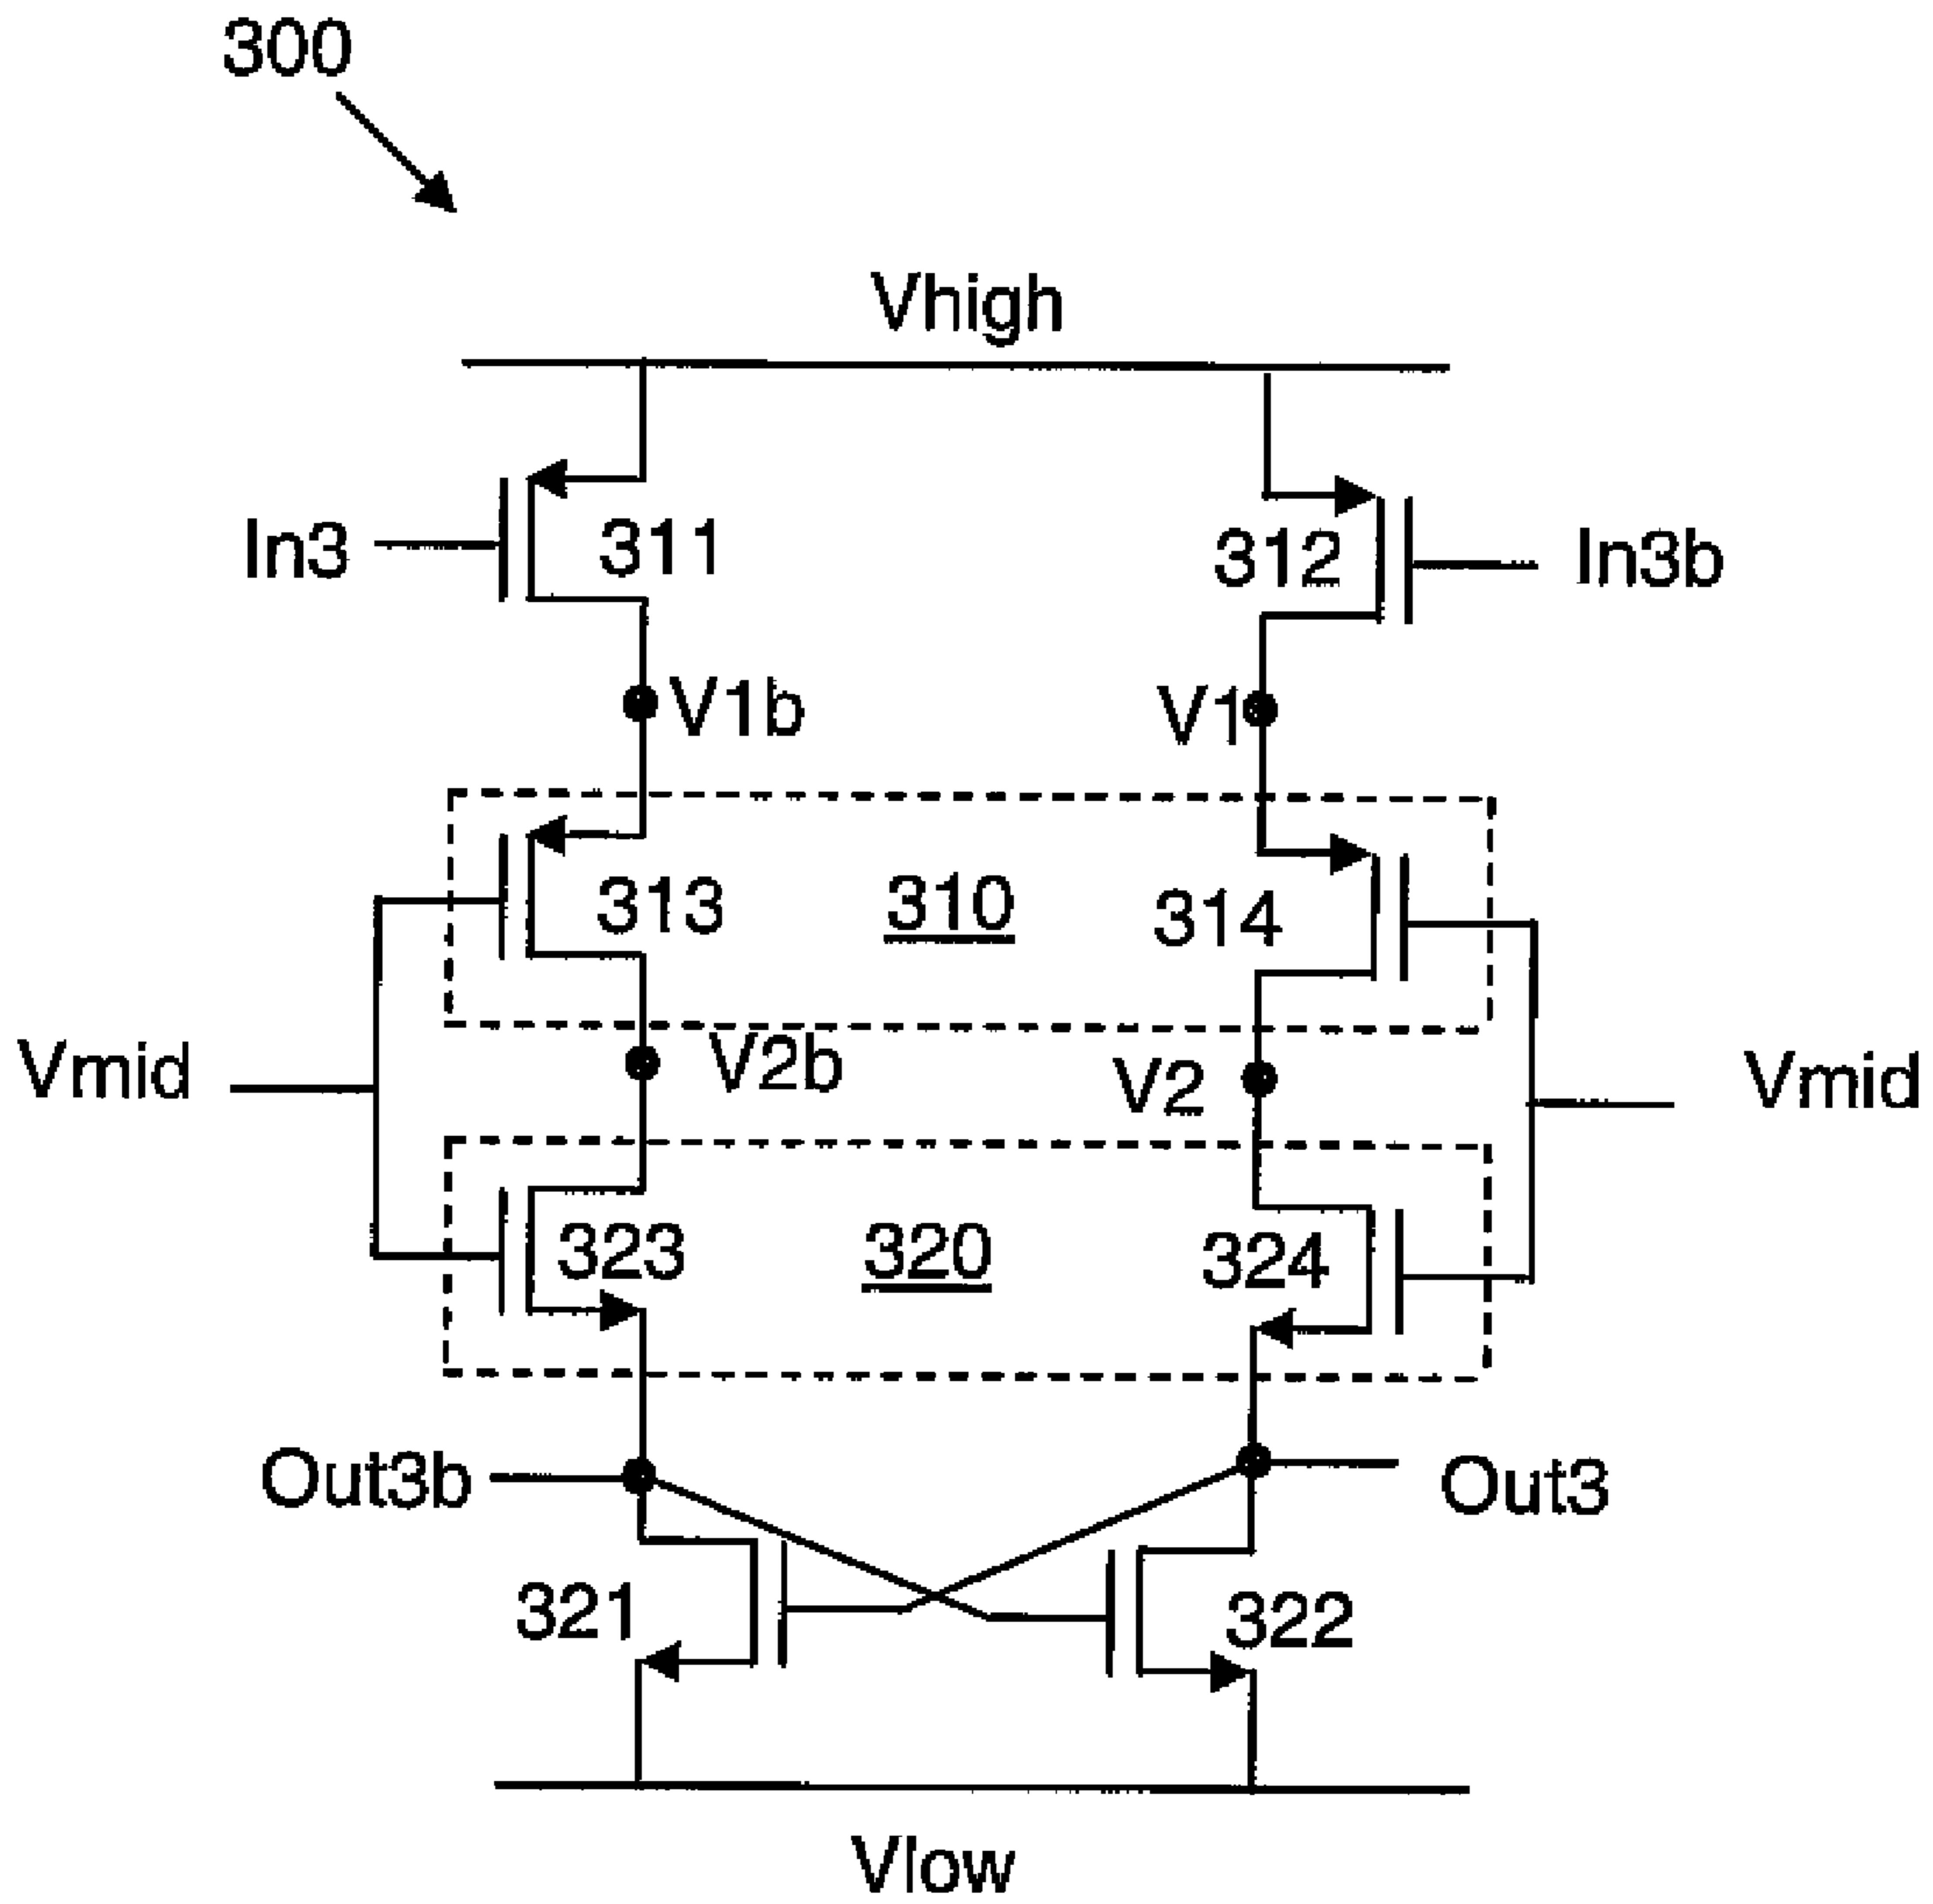 300
Vhigh
In3
311
312
In3b
V1b
V1
313
310
314
Vmid
V2b
V2
Vmid
323
320
324
Out3b
Out3
321
322
Vlow